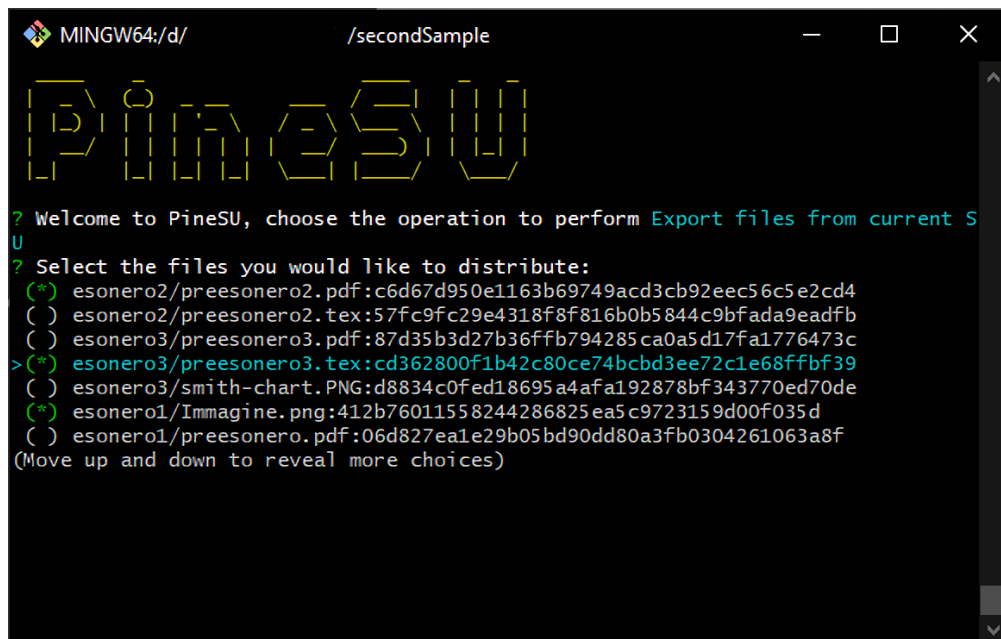 MINGW64:/d/ /secondSample
PineSU
? Welcome to PineSU, choose the operation to perform Export files from current S
U
? Select the files you would like to distribute:
(*) esonero2/preesonero2.pdf:c6d67d950e1163b69749acd3cb92eec56c5e2cd4
( ) esonero2/preesonero2.tex:57fc9fc29e4318f8f816b0b5844c9bfada9eadfb
( ) esonero3/preesonero3.pdf:87d35b3d27b36ffb794285ca0a5d17fa1776473c
>(*) esonero3/preesonero3.tex:cd362800f1b42c80ce74bcbd3ee72c1e68ffbf39
( ) esonero3/smith-chart.PNG:d8834c0fed18695a4afa192878bf343770ed70de
(*) esonero1/Immagine.png:412b76011558244286825ea5c9723159d00f035d
( ) esonero1/preesonero.pdf:06d827ea1e29b05bd90dd80a3fb0304261063a8f
(Move up and down to reveal more choices)